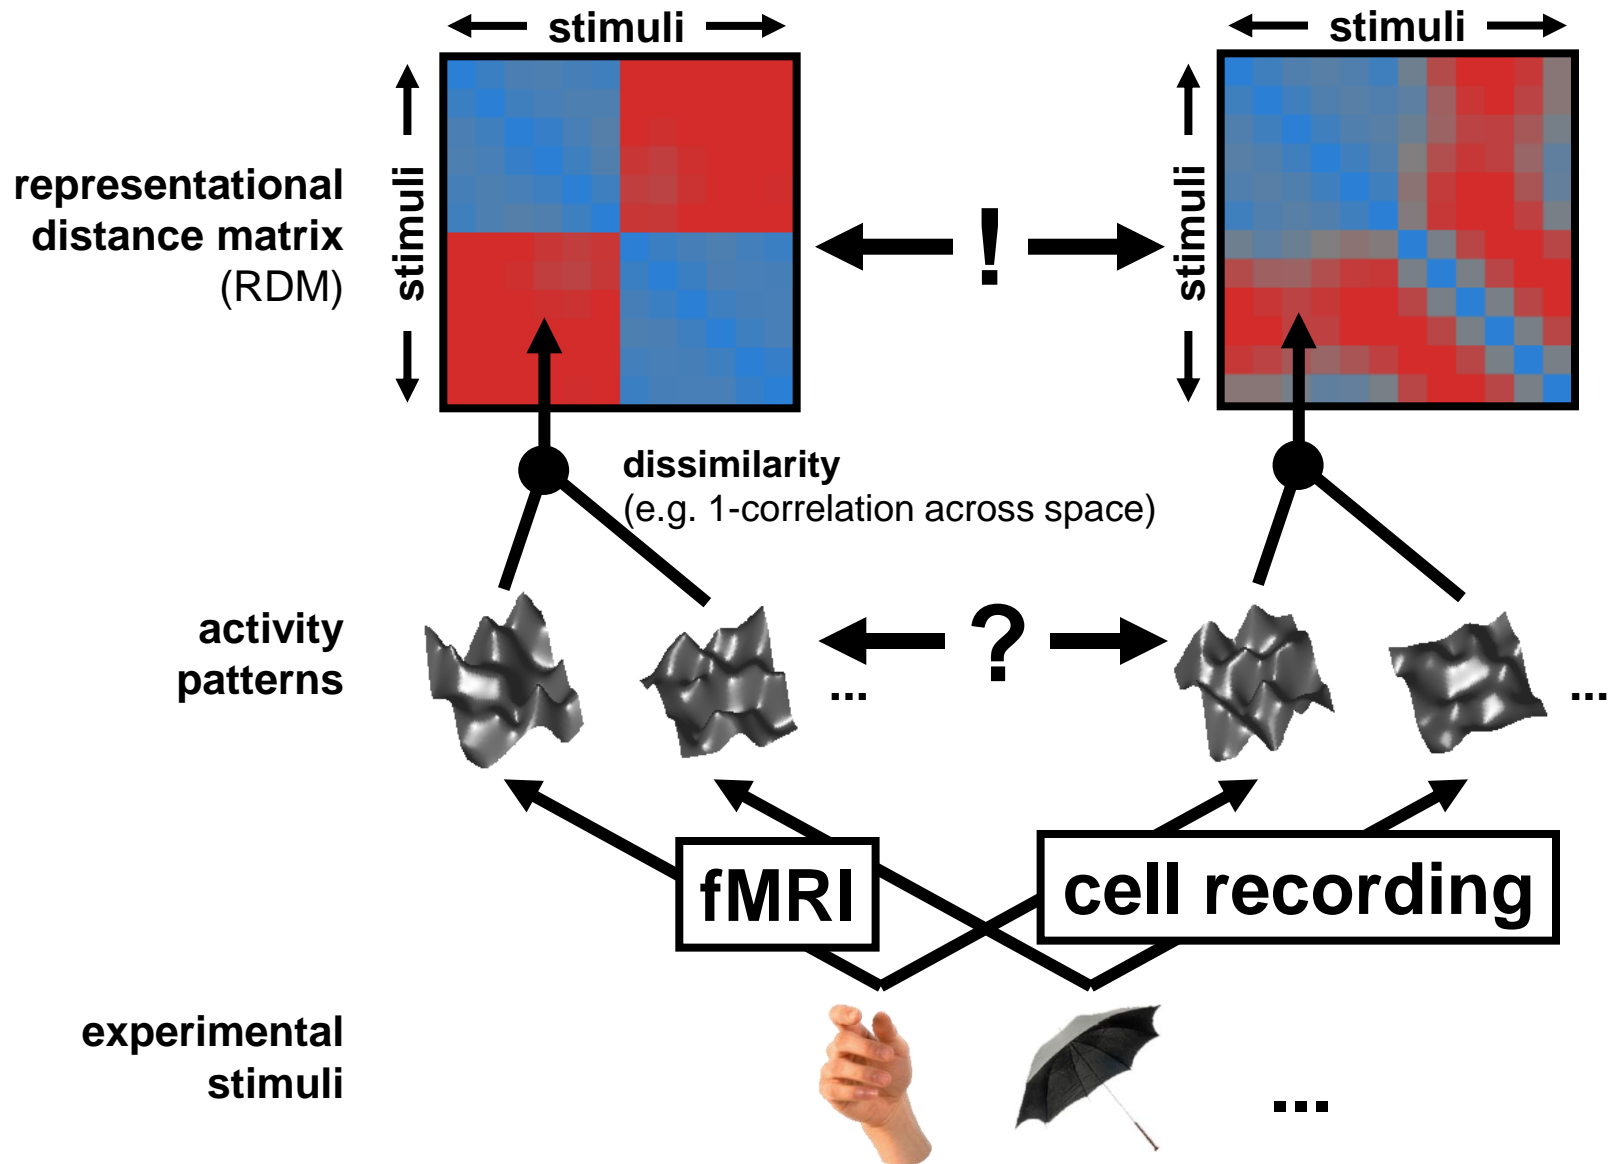 stimuli
stimuli
stimuli
stimuli
representational
distance matrix
(RDM)
!
dissimilarity
(e.g. 1-correlation across space)
activity
patterns
...
?
...
fMRI
cell recording
experimental
stimuli
...